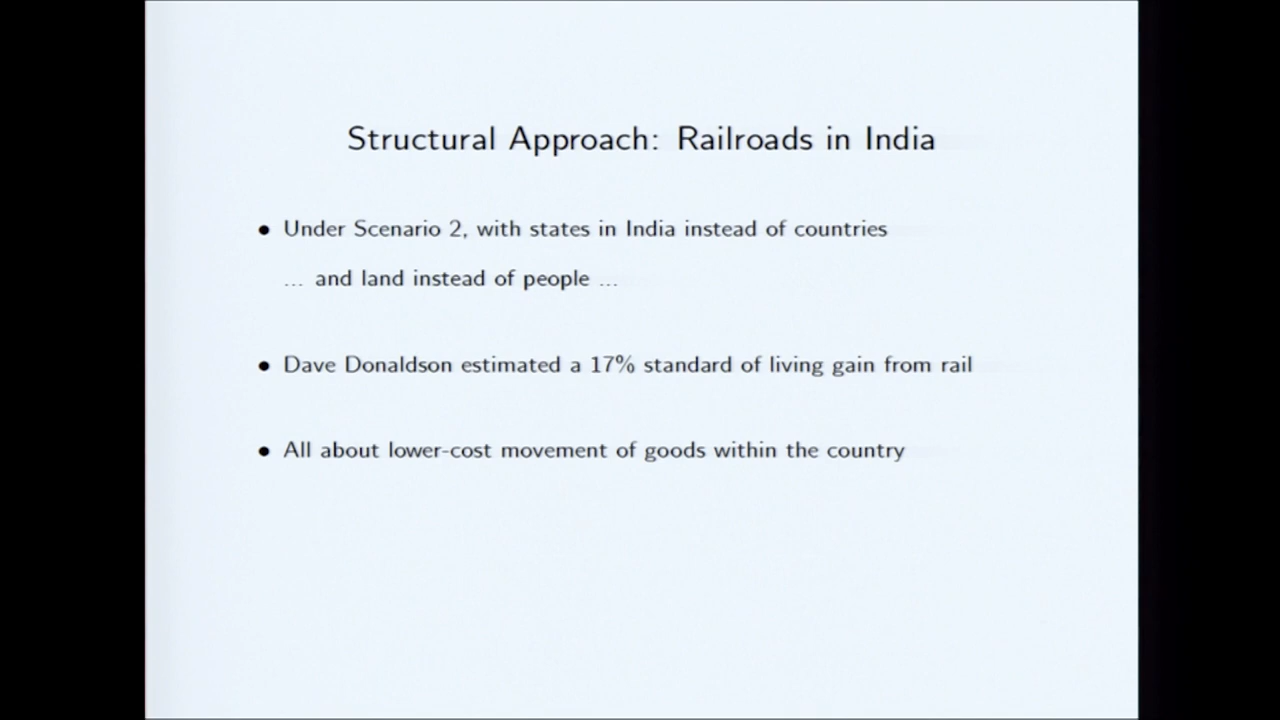 Structural Approach: Railroads in India
• Under Scenario 2, with states in India instead of countries
... and land instead of people ...
• Dave Donaldson estimated a 17% standard of living gain from rail
• All about lower-cost movement of goods within the country